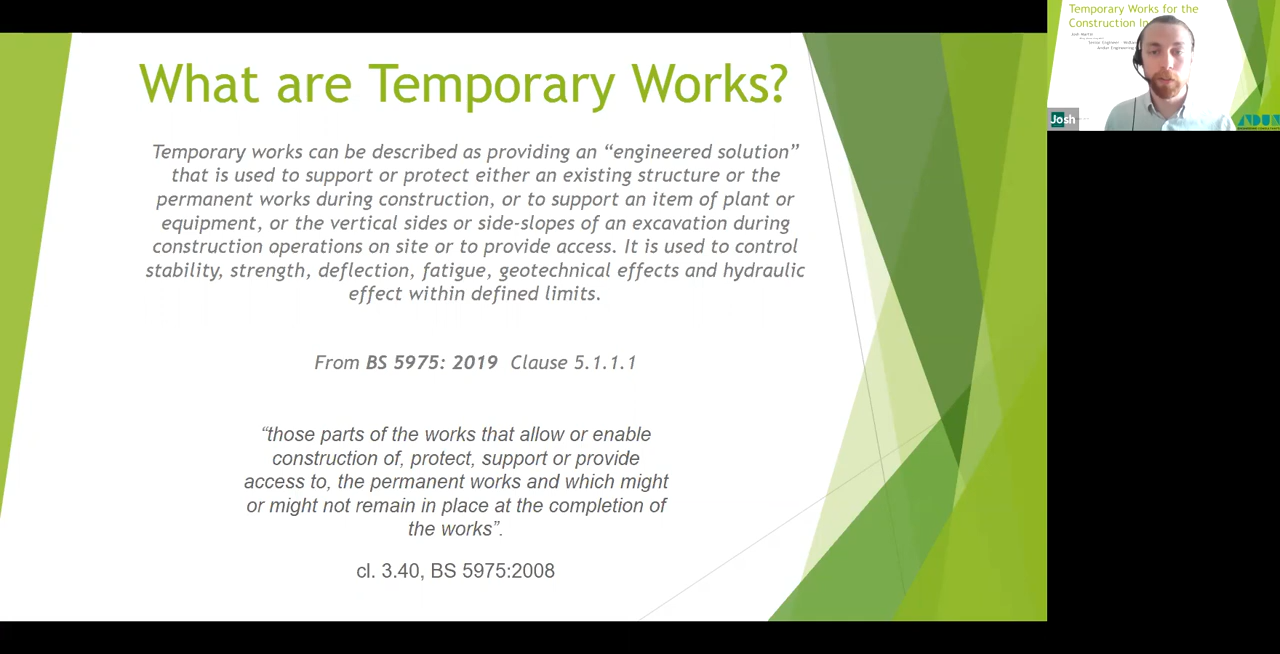 What are Temporary Works?
Temporary works can be described as providing an “engineered solution”
that is used to support or protect either an existing structure or the
permanent works during construction, or to support an item of plant or
equipment, or the vertical sides or side-slopes of an excavation during
construction operations on site or to provide access. It is used to control
stability, strength, deflection, fatigue, geotechnical effects and hydraulic
effect within defined limits.
From BS 5975: 2019 Clause 5.1.1.1
“those parts of the works that allow or enable
construction of, protect, support or provide
access to, the permanent works and which might
or might not remain in place at the completion of
the works”.
cl. 3.40, BS 5975:2008
Temporary Works for the
Construction In
Josh